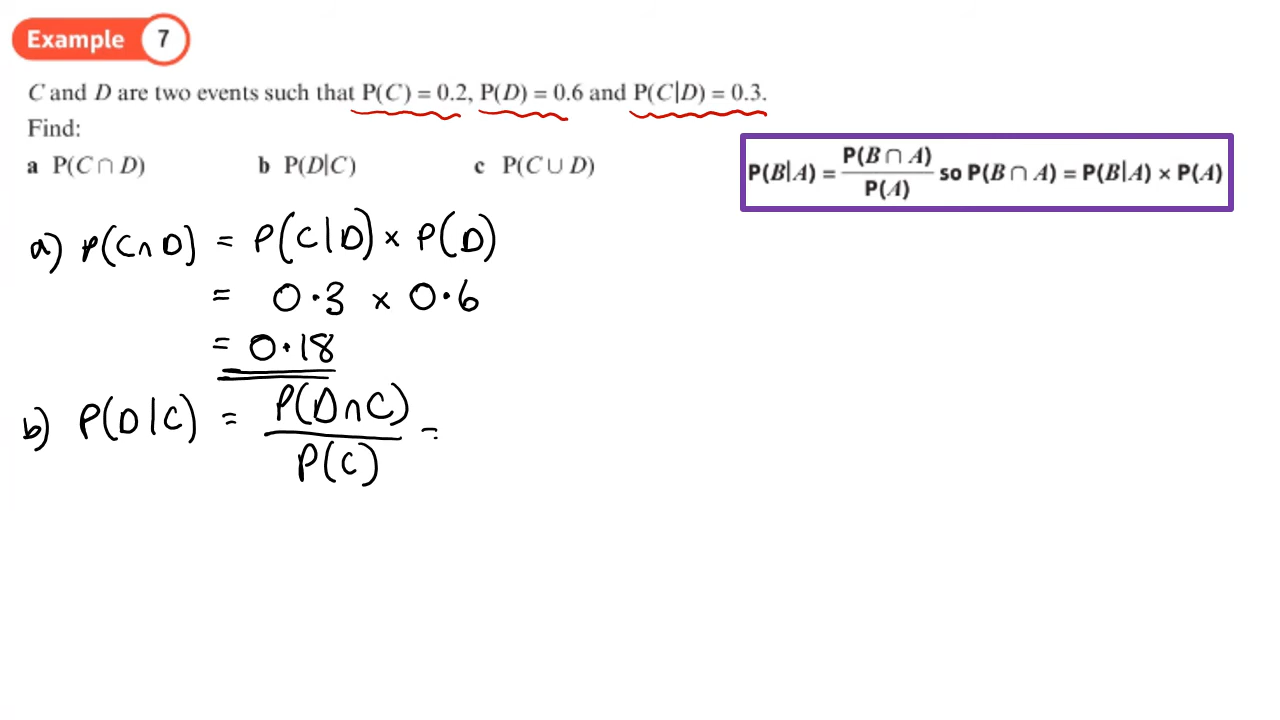 Example 7
C and D are two events such that P(C) = 0.2, P(D) = 0.6 and P(C|D) = 0.3.
Find:
a P(C ∩ D) b P(D|C) c P(C ∪ D)
P(B|A) = P(B ∩ A) / P(A) so P(B ∩ A) = P(B|A) × P(A)
a) P(C ∩ D) = P(C|D) × P(D)
= 0.3 × 0.6
= 0.18
b) P(D|C) = P(D ∩ C) / P(C) =